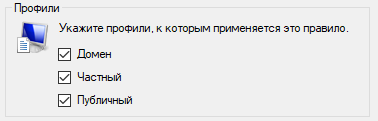 Профили
Укажите профили, к которым применяется это правило.
Домен
Частный
Публичный